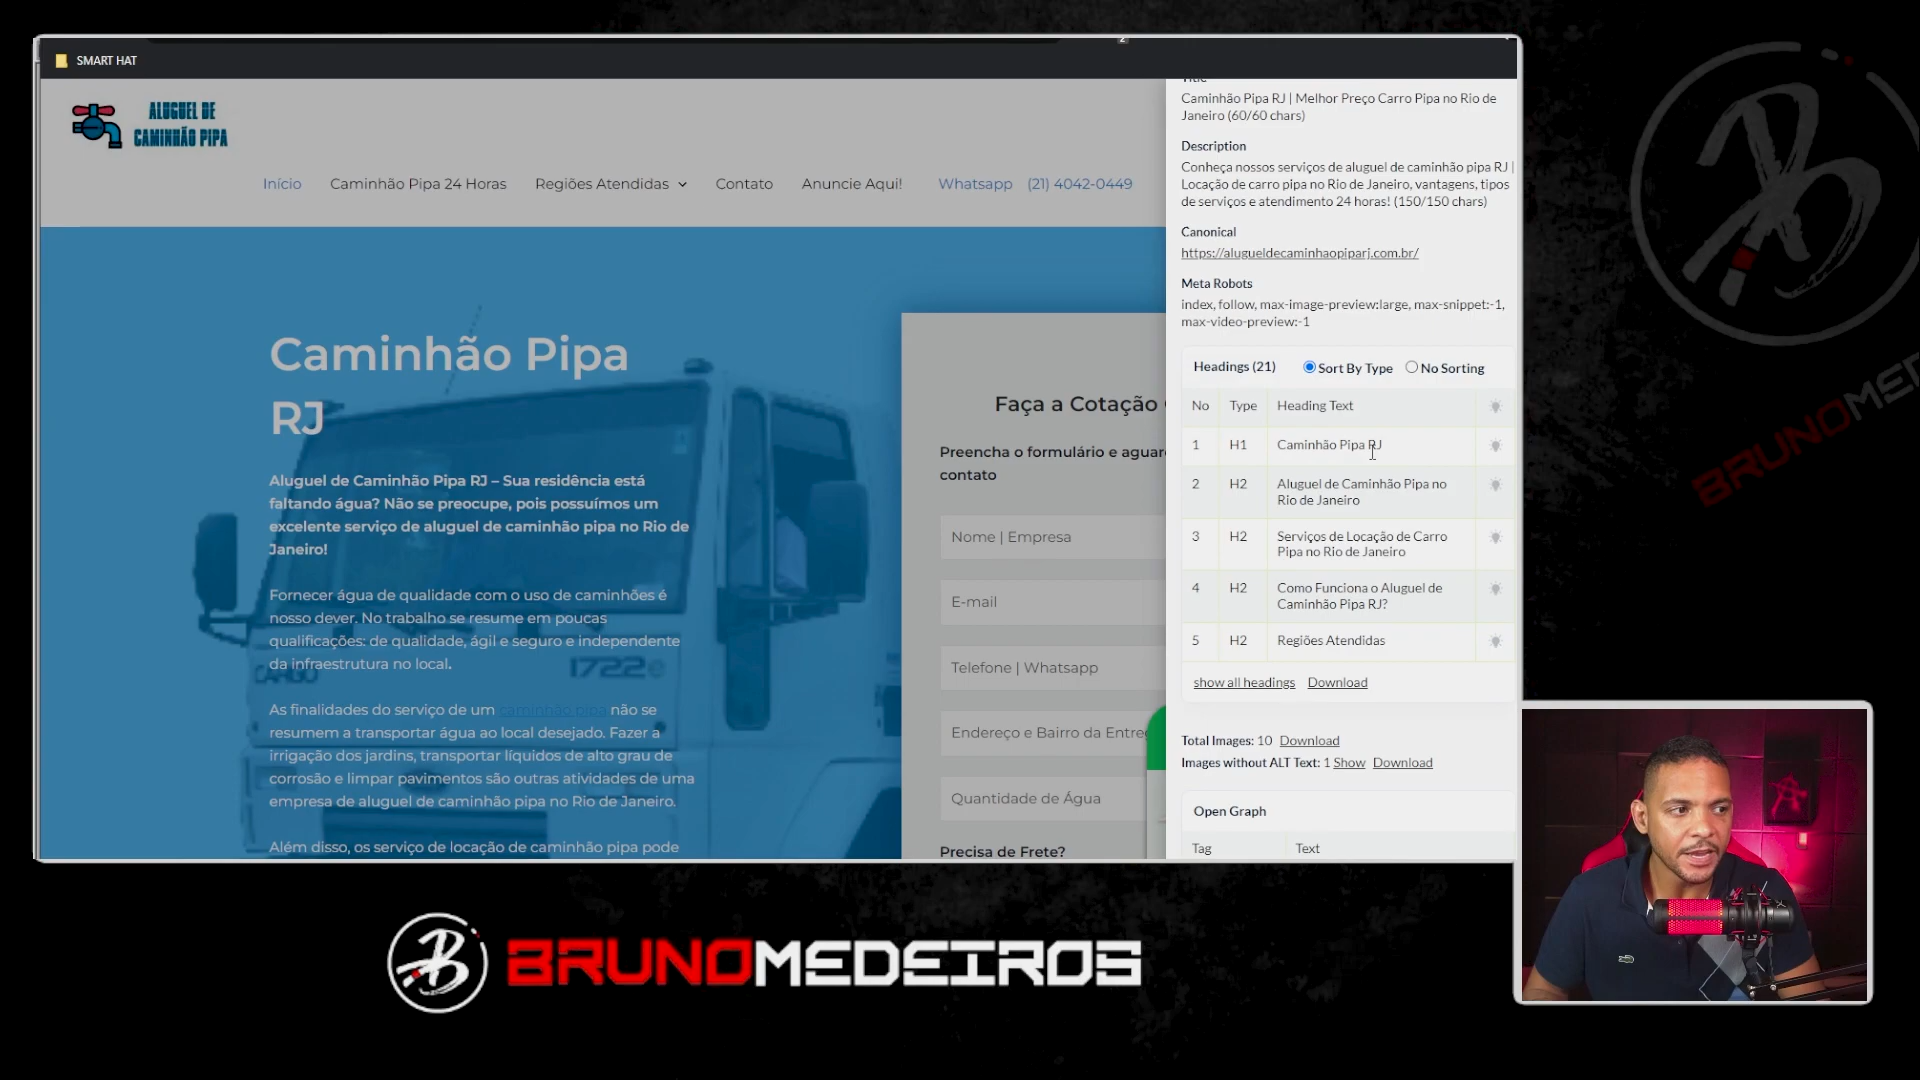 SMART HAT
ALUGUEL DE
CAMINHÃO PIPA
Início
Caminhão Pipa 24 Horas
Regiões Atendidas
Contato
Anuncie Aqui!
Whatsapp
(21) 4042-0449
Caminhão Pipa
RJ
Aluguel de Caminhão Pipa RJ – Sua residência está
faltando água? Não se preocupe, pois possuímos um
excelente serviço de aluguel de caminhão pipa no Rio de
Janeiro!
Fornecer água de qualidade com o uso de caminhões é
nosso dever. No trabalho se resume em poucas
qualificações: de qualidade, ágil e seguro e independente
da infraestrutura no local.
CARGO
1722e
As finalidades do serviço de um caminhão pipa não se
resumem a transportar água ao local desejado. Fazer a
irrigação dos jardins, transportar líquidos de alto grau de
corrosão e limpar pavimentos são outras atividades de uma
empresa de aluguel de caminhão pipa no Rio de Janeiro.
Além disso, os serviço de locação de caminhão pipa pode
Faça a Cotação
Preencha o formulário e aguar
contato
Nome | Empresa
E-mail
Telefone | Whatsapp
Endereço e Bairro da Entre
Quantidade de Água
Precisa de Frete?
Title
Caminhão Pipa RJ | Melhor Preço Carro Pipa no Rio de
Janeiro (60/60 chars)
Description
Conheça nossos serviços de aluguel de caminhão pipa RJ |
Locação de carro pipa no Rio de Janeiro, vantagens, tipos
de serviços e atendimento 24 horas! (150/150 chars)
Canonical
https://alugueldecaminhaopiparj.com.br/
Meta Robots
index, follow, max-image-preview:large, max-snippet:-1,
max-video-preview:-1
Headings (21) Sort By Type No Sorting
No Type Heading Text
1 H1 Caminhão Pipa RJ
2 H2 Aluguel de Caminhão Pipa no
Rio de Janeiro
3 H2 Serviços de Locação de Carro
Pipa no Rio de Janeiro
4 H2 Como Funciona o Aluguel de
Caminhão Pipa RJ?
5 H2 Regiões Atendidas
show all headings Download
Total Images: 10 Download
Images without ALT Text: 1 Show Download
Open Graph
Tag Text
BRUNOMEDEIROS
BRUNOMED